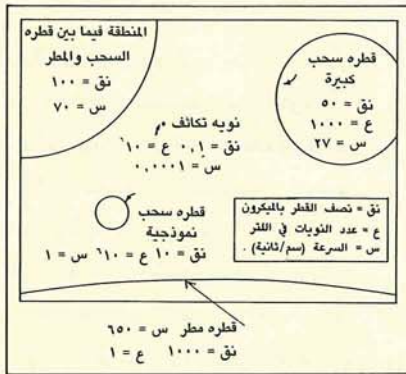 المنطقة فيما بين قطره
السحب والمطر
نق = ١٠٠
س = ٧٠
قطره سحب
كبيرة
نق = ٥٠
ع = ١٠٠٠
س = ٢٧
نويه تكاثف
نق = ٠,١ ع = ١٠٦
س = ٠,٠٠٠١
قطره سحب
نموذجية
نق = ١٠ ع = ١٠٦ س = ١
نق = نصف القطر بالميكرون
ع = عدد النويات في اللتر
س = السرعة (سم/ثانية).
قطره مطر س = ٦٥٠
نق = ١٠٠٠ ع = ١